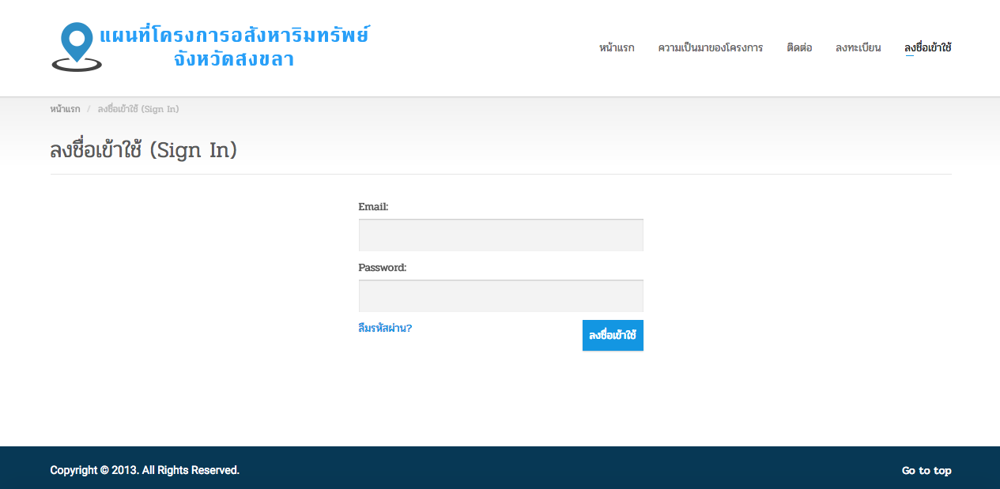 แผนที่โครงการอสังหาริมทรัพย์
จังหวัดสงขลา
หน้าแรก ความเป็นมาของโครงการ ติดต่อ ลงทะเบียน ลงชื่อเข้าใช้
หน้าแรก / ลงชื่อเข้าใช้ (Sign In)
ลงชื่อเข้าใช้ (Sign In)
Email:
Password:
ลืมรหัสผ่าน? ลงชื่อเข้าใช้
Copyright © 2013. All Rights Reserved. Go to top